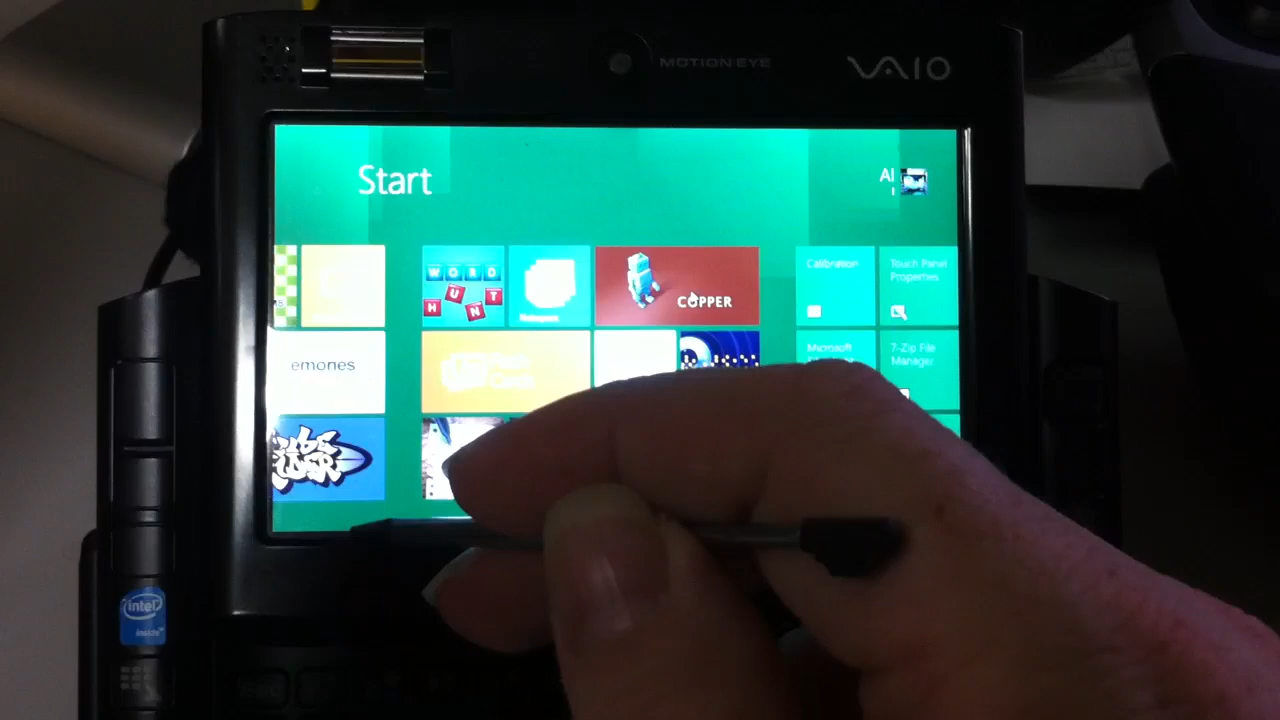 MOTION EYE
VAIO
Start
Al
WORD
HUNT
COPPER
Calibration
Touch Panel
Properties
emones
Microsoft
7-Zip File
Manager
intel
inside™